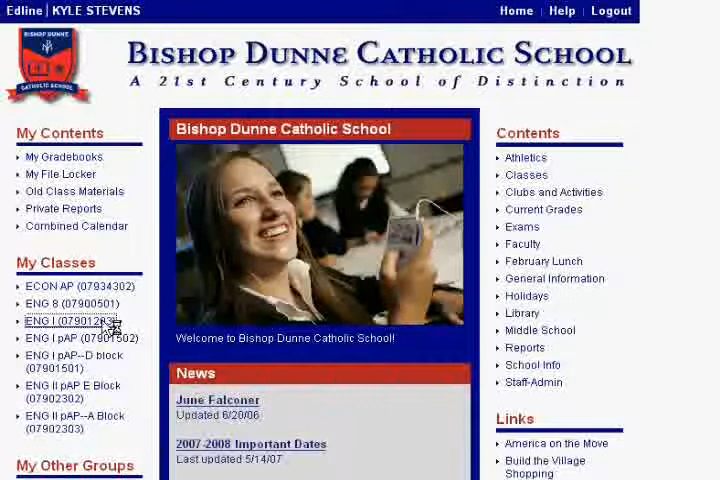 Edline | KYLE STEVENS
Home | Help | Logout
BISHOP DUNNE
CATHOLIC SCHOOL
BISHOP DUNNE CATHOLIC SCHOOL
A 21st Century School of Distinction
My Contents
My Gradebooks
My File Locker
Old Class Materials
Private Reports
Combined Calendar
My Classes
ECON AP (07934302)
ENG 8 (07900501)
ENG I
ENG I pAP (07901502)
ENG I pAP--D block
(07901501)
ENG II pAP E Block
(07902302)
ENG II pAP--A Block
(07902303)
My Other Groups
Bishop Dunne Catholic School
Welcome to Bishop Dunne Catholic School!
News
June Falconer
Updated 6/20/06
2007-2008 Important Dates
Last updated 5/14/07
Contents
Athletics
Classes
Clubs and Activities
Current Grades
Exams
Faculty
February Lunch
General Information
Holidays
Library
Middle School
Reports
School Info
Staff-Admin
Links
America on the Move
Build the Village
Shopping